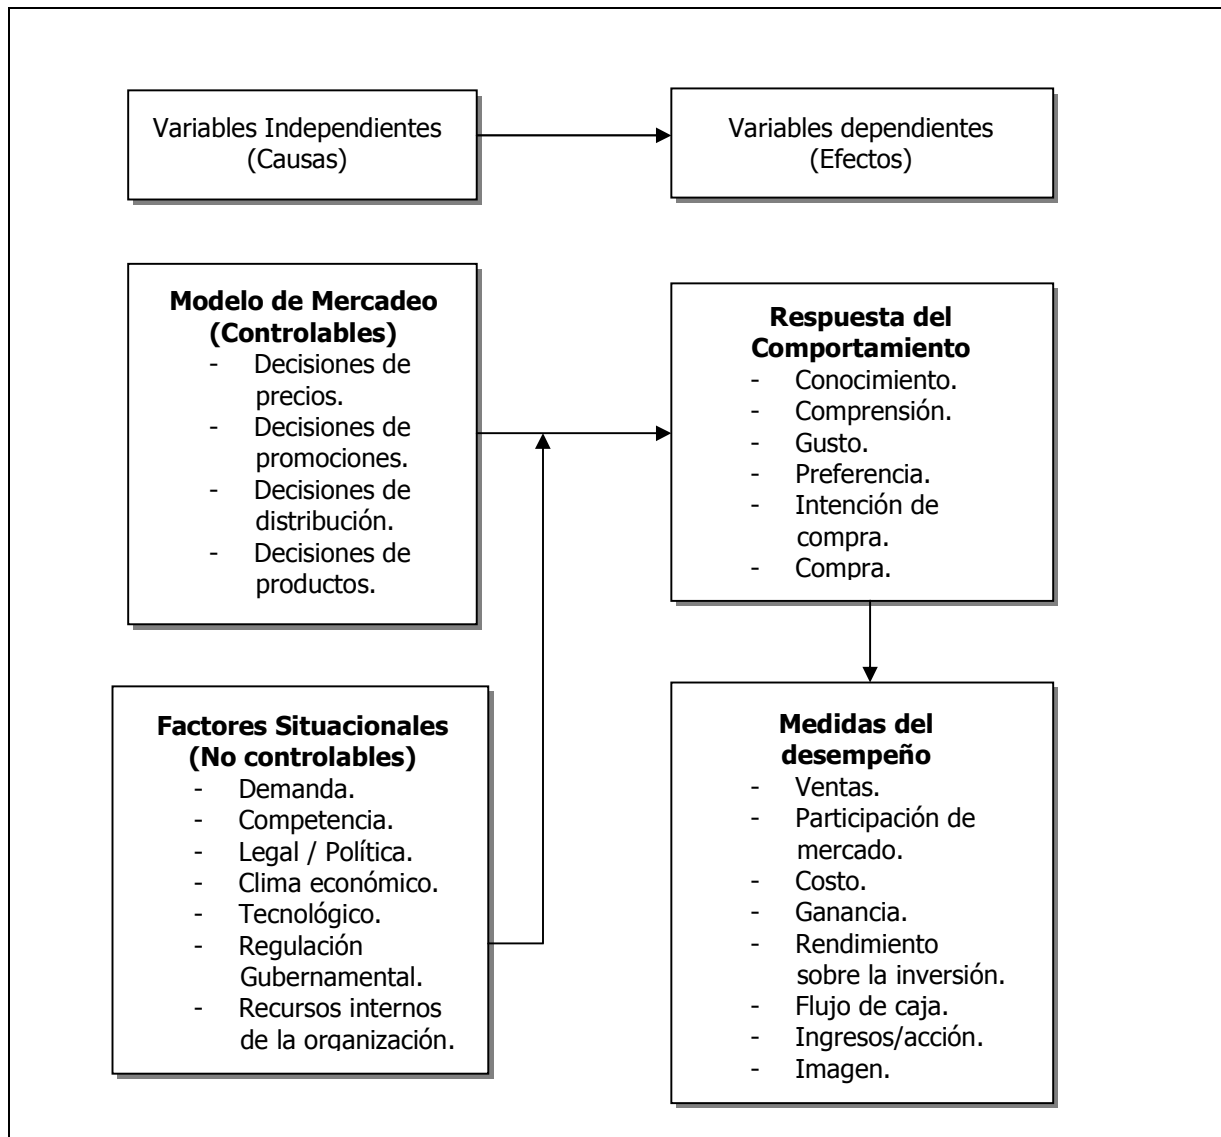 Variables Independientes
(Causas)
Variables dependientes
(Efectos)
Modelo de Mercadeo
(Controlables)
- Decisiones de
precios.
- Decisiones de
promociones.
- Decisiones de
distribución.
- Decisiones de
productos.
Respuesta del
Comportamiento
- Conocimiento.
- Comprensión.
- Gusto.
- Preferencia.
- Intención de
compra.
- Compra.
Factores Situacionales
(No controlables)
- Demanda.
- Competencia.
- Legal / Política.
- Clima económico.
- Tecnológico.
- Regulación
Gubernamental.
- Recursos internos
de la organización.
Medidas del
desempeño
- Ventas.
- Participación de
mercado.
- Costo.
- Ganancia.
- Rendimiento
sobre la inversión.
- Flujo de caja.
- Ingresos/acción.
- Imagen.